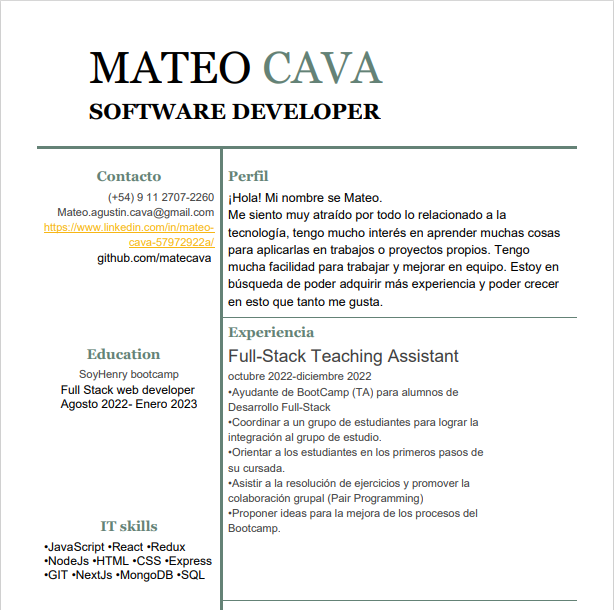 MATEO CAVA
SOFTWARE DEVELOPER
Contacto
(+54) 9 11 2707-2260
Mateo.agustin.cava@gmail.com
https://www.linkedin.com/in/mateo-
cava-57972922a/
github.com/matecava
Education
SoyHenry bootcamp
Full Stack web developer
Agosto 2022- Enero 2023
IT skills
•JavaScript •React •Redux
•NodeJs •HTML •CSS •Express
•GIT •NextJs •MongoDB •SQL
Perfil
¡Hola! Mi nombre se Mateo.
Me siento muy atraído por todo lo relacionado a la
tecnología, tengo mucho interés en aprender muchas cosas
para aplicarlas en trabajos o proyectos propios. Tengo
mucha facilidad para trabajar y mejorar en equipo. Estoy en
búsqueda de poder adquirir más experiencia y poder crecer
en esto que tanto me gusta.
Experiencia
Full-Stack Teaching Assistant
octubre 2022-diciembre 2022
•Ayudante de BootCamp (TA) para alumnos de
Desarrollo Full-Stack
•Coordinar a un grupo de estudiantes para lograr la
integración al grupo de estudio.
•Orientar a los estudiantes en los primeros pasos de
su cursada.
•Asistir a la resolución de ejercicios y promover la
colaboración grupal (Pair Programming)
•Proponer ideas para la mejora de los procesos del
Bootcamp.